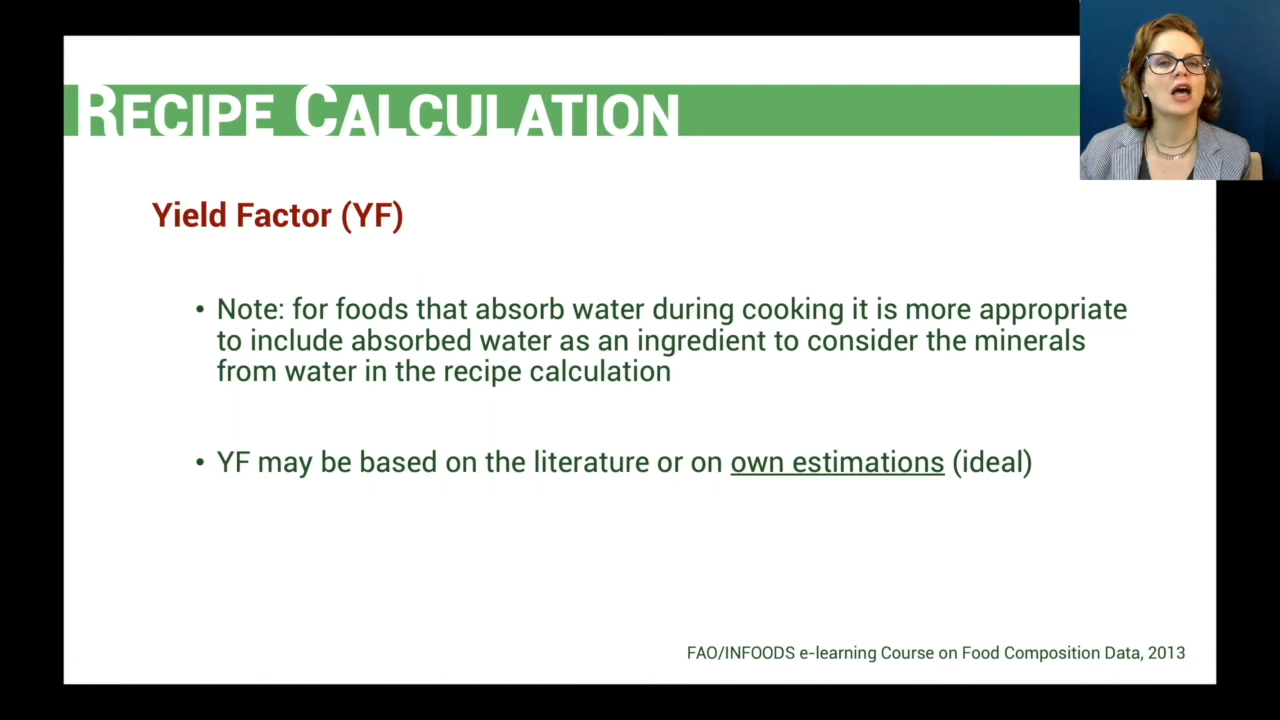 RECIPE CALCULATION
Yield Factor (YF)
• Note: for foods that absorb water during cooking it is more appropriate
to include absorbed water as an ingredient to consider the minerals
from water in the recipe calculation
• YF may be based on the literature or on own estimations (ideal)
FAO/INFOODS e-learning Course on Food Composition Data, 2013